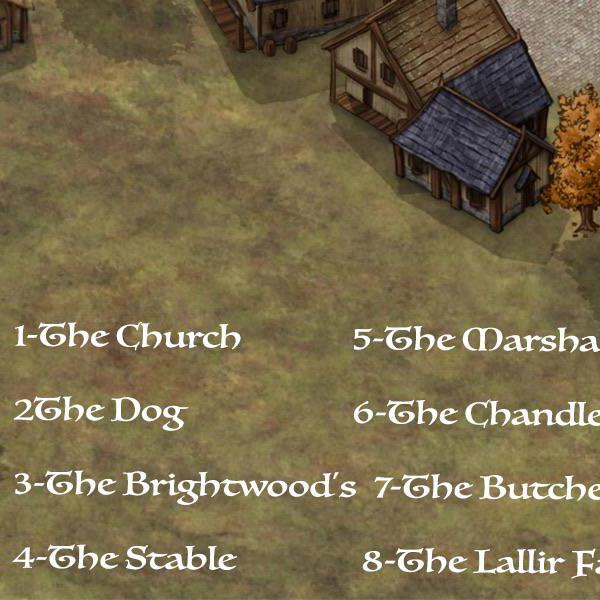 1-The Church
2The Dog
3-The Brightwood's
4-The Stable
5-The Marsha
6-The Chandle
7-The Butche
8-The Lallir Fa